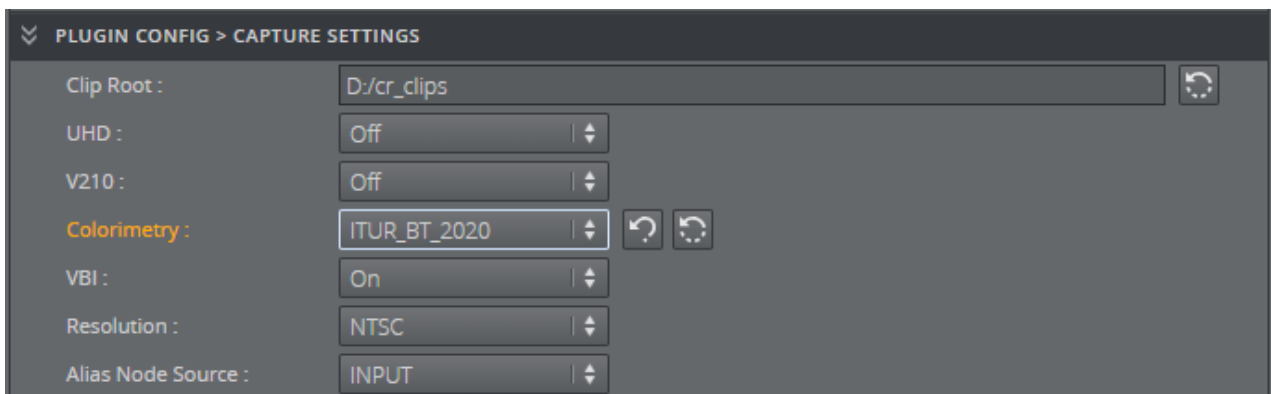 PLUGIN CONFIG > CAPTURE SETTINGS
Clip Root : D:/cr_clips
UHD : Off
V210 : Off
Colorimetry : ITUR_BT_2020
VBI : On
Resolution : NTSC
Alias Node Source : INPUT